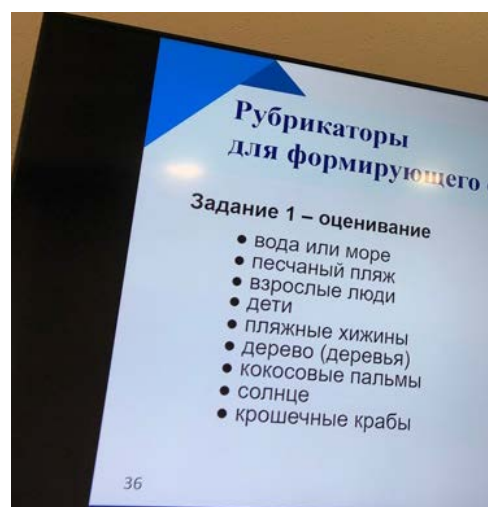 Рубрикаторы
для формирующего
Задание 1 – оценивание
● вода или море
● песчаный пляж
● взрослые люди
● дети
● пляжные хижины
● дерево (деревья)
● кокосовые пальмы
● солнце
● крошечные крабы
36